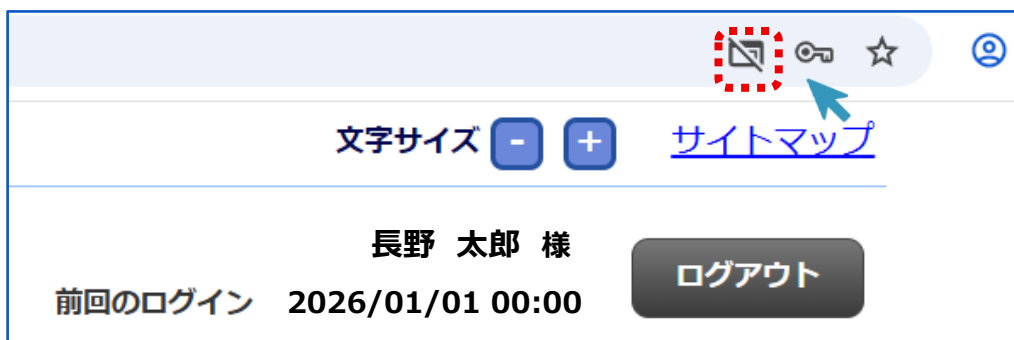 文字サイズ - + サイトマップ
長野 太郎 様
ログアウト
前回のログイン 2026/01/01 00:00